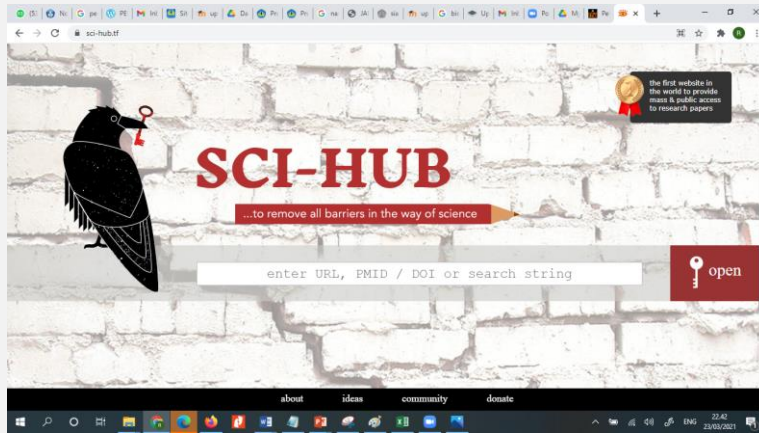 sci-hub.tf
the first website in
the world to provide
mass & public access
to research papers
SCI-HUB
...to remove all barriers in the way of science
enter URL, PMID / DOI or search string
open
about ideas community donate
ENG
22.42
23/03/2021